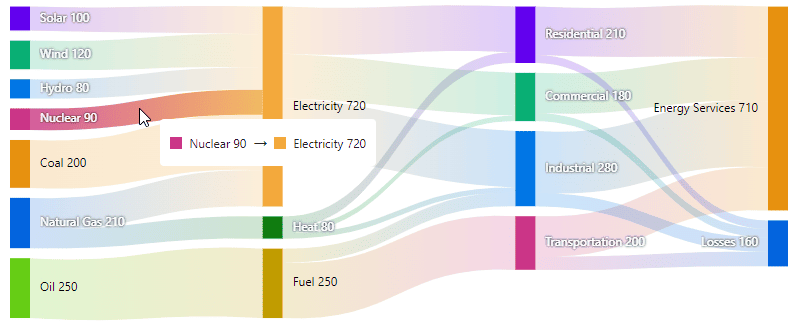 Solar 100
Wind 120
Hydro 80
Nuclear 90
Coal 200
Natural Gas 210
Oil 250
Electricity 720
Nuclear 90 → Electricity 720
Heat 80
Fuel 250
Residential 210
Commercial 180
Industrial 280
Transportation 200
Energy Services 710
Losses 160